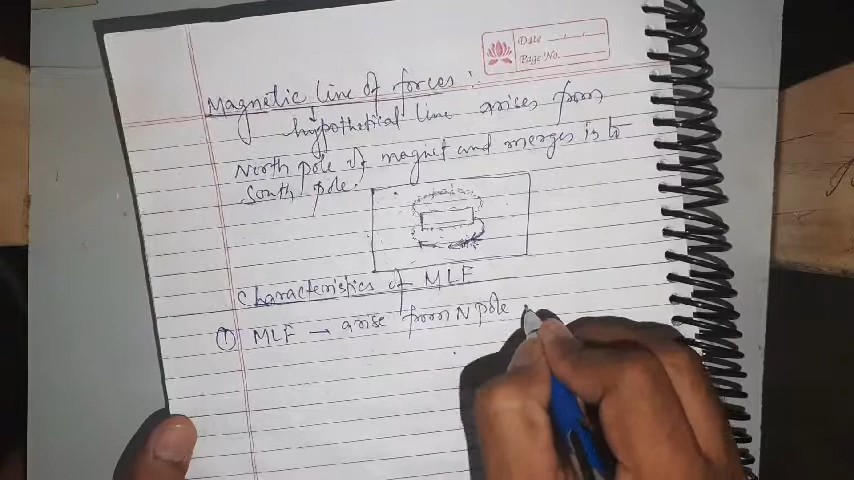 Date
Page No.
Magnetic line of forces :
hypothetical line arises from
North pole of magnet and merges is to
South pole.
Characteristics of MLF
① MLF → arise from N pole